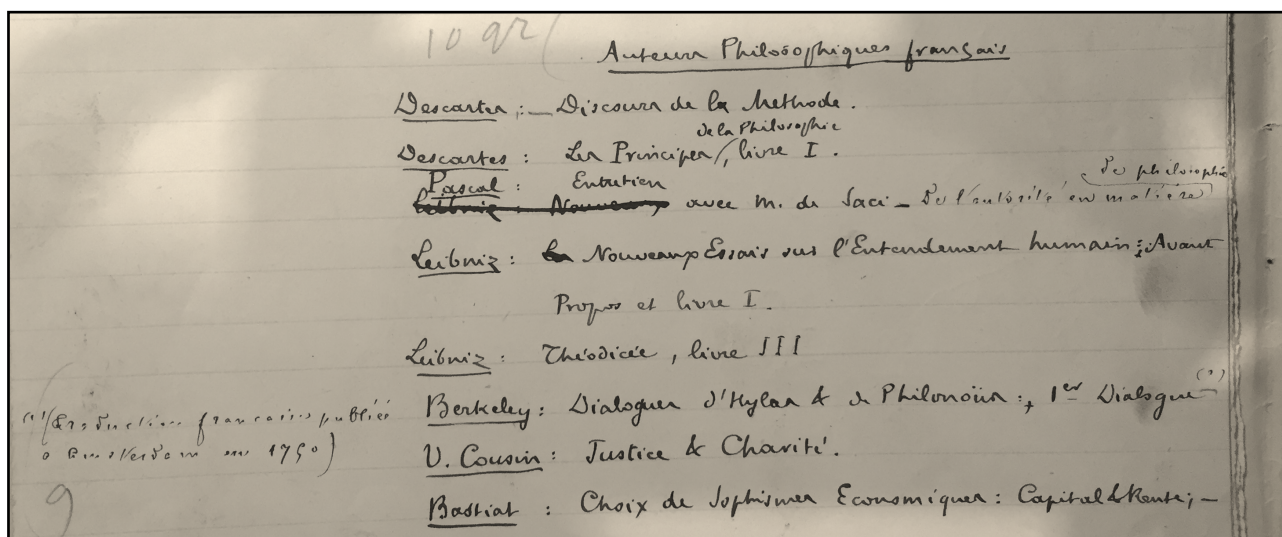 Auteurs Philosophiques français
Descartes : — Discours de la Méthode.
de la Philosophie
Descartes : Les Principes /, livre I.
de philosophie
Pascal : Entretien avec M. de Saci — De l'autorité en matière
Leibniz : Nouveaux Essais sur l'Entendement humain : Avant
Propos et livre I.
Leibniz : Théodicée, livre III
Berkeley : Dialogues d'Hylas & de Philonoüs : 1er Dialogue (1)
(1) (Traduction française publiée
à Amsterdam en 1750)
V. Cousin : Justice & Charité.
Bastiat : Choix de Sophismes Economiques : Capital & Rente ; —
9